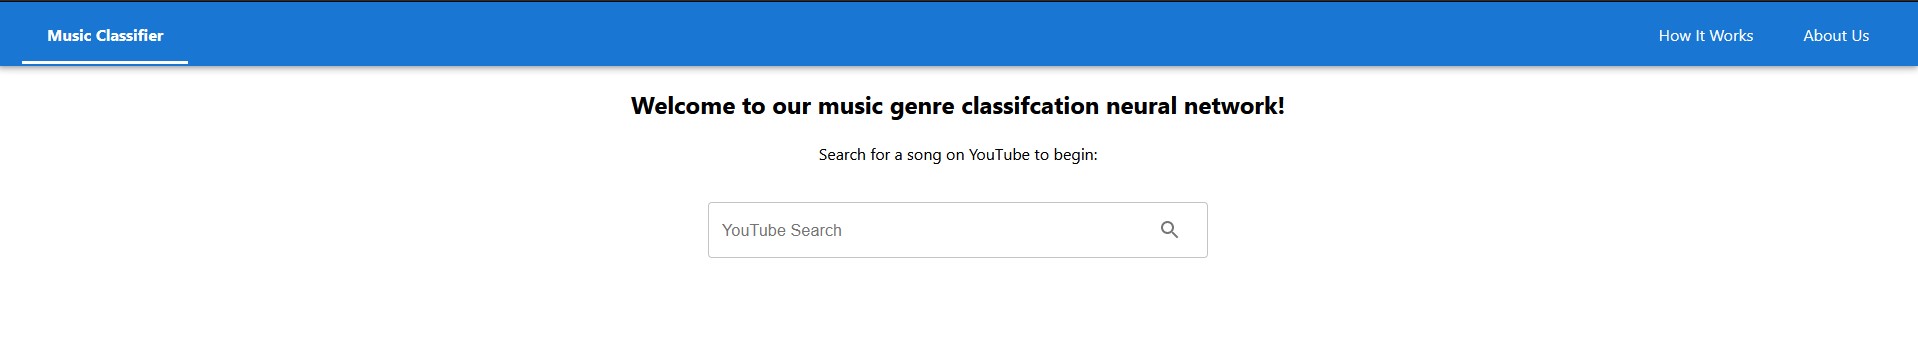 Music Classifier How It Works About Us
Welcome to our music genre classifcation neural network!
Search for a song on YouTube to begin:
YouTube Search